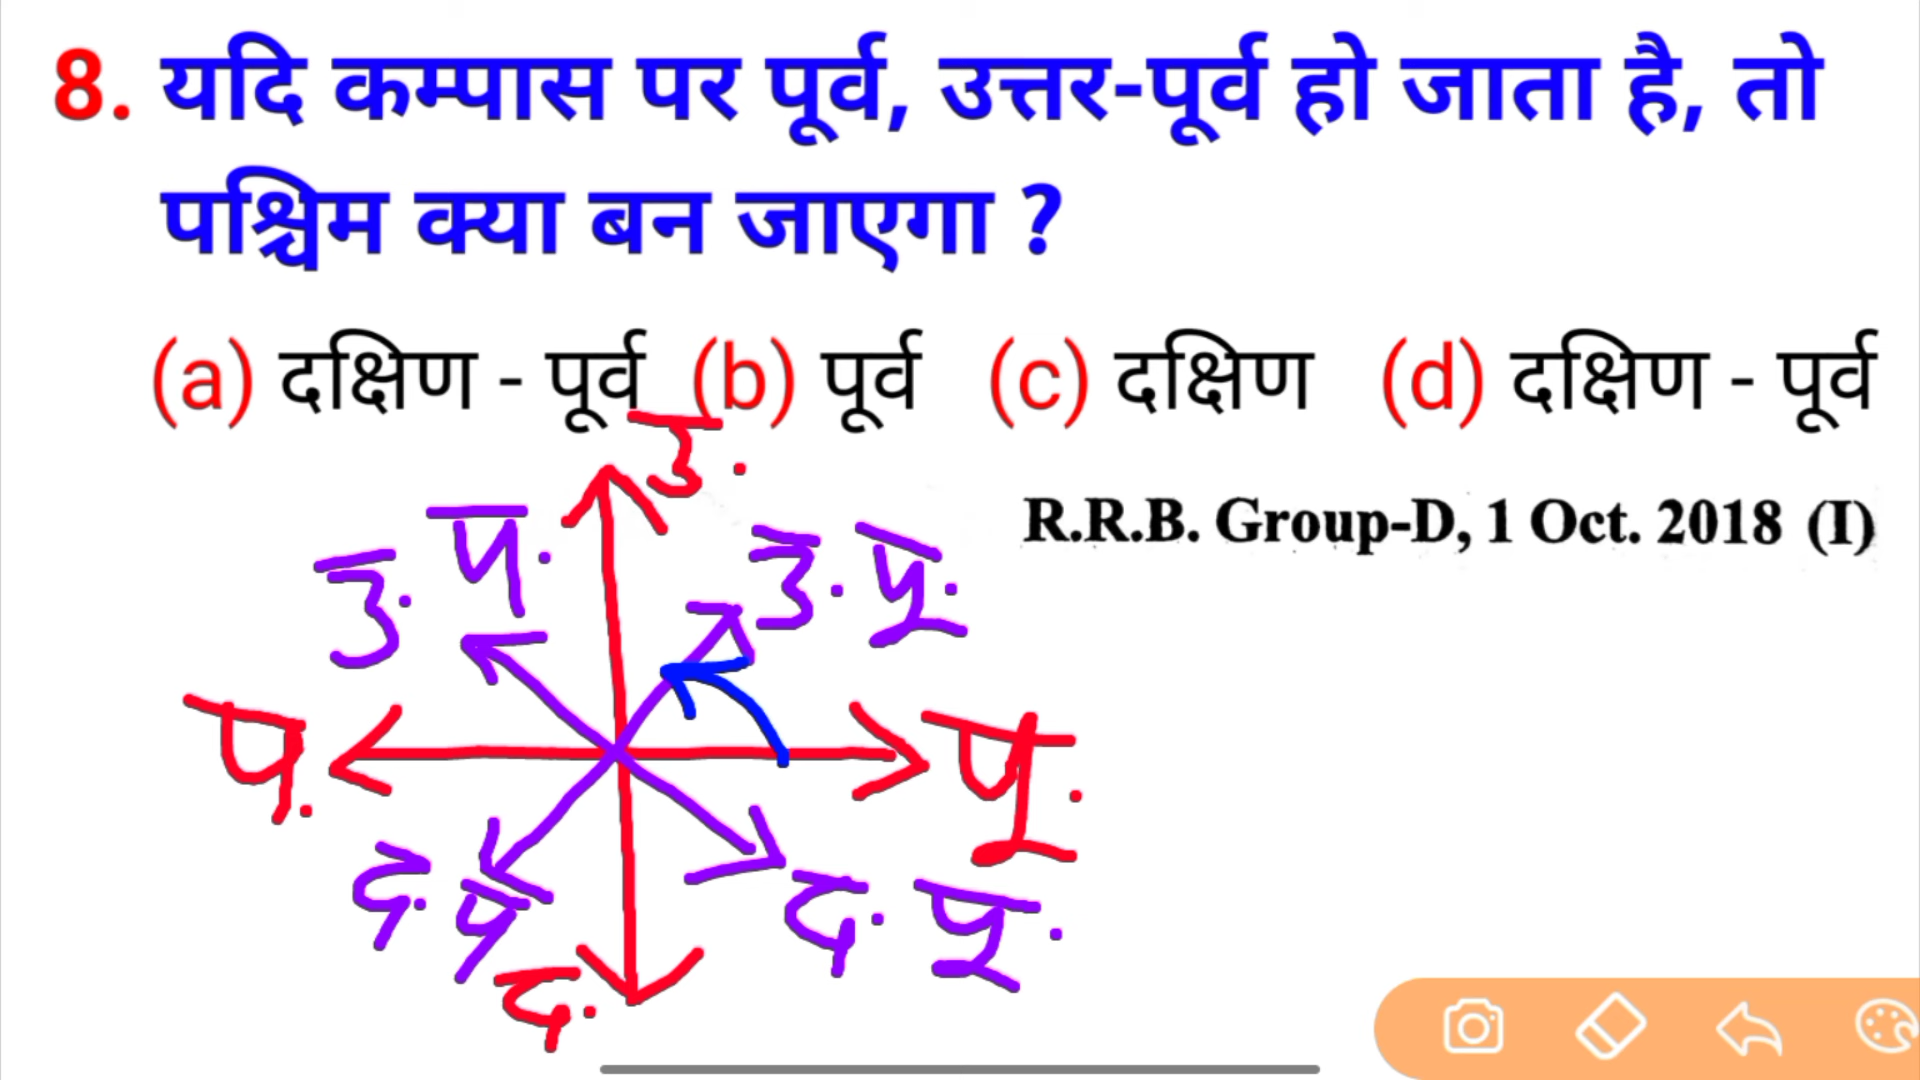 8. यदि कम्पास पर पूर्व, उत्तर-पूर्व हो जाता है, तो
पश्चिम क्या बन जाएगा ?
(a) दक्षिण - पूर्व (b) पूर्व (c) दक्षिण (d) दक्षिण - पूर्व
उ.
R.R.B. Group-D, 1 Oct. 2018 (I)
उ. प.
उ. पू.
प.
पू.
द. प
द. पू.
द.